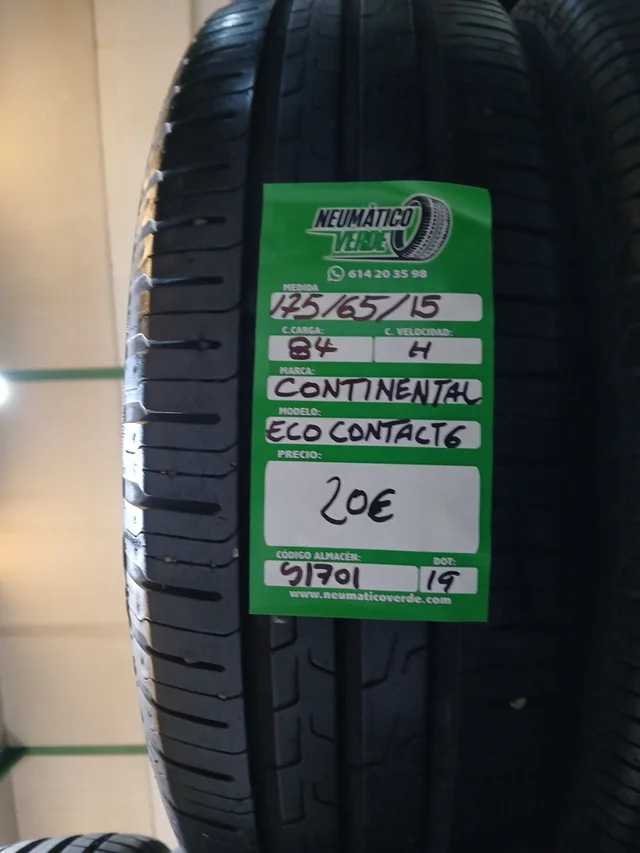 NEUMÁTICO
VERDE
614 20 35 98
MEDIDA
175/65/15
C.CARGA: C. VELOCIDAD:
84 H
MARCA:
CONTINENTAL
MODELO:
ECO CONTACT6
PRECIO:
20€
CÓDIGO ALMACÉN: DOT:
S1701 19
www.neumaticoverde.com